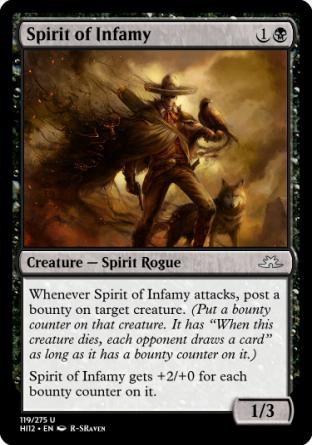 Spirit of Infamy 1
Creature — Spirit Rogue
Whenever Spirit of Infamy attacks, post a
bounty on target creature. (Put a bounty
counter on that creature. It has “When this
creature dies, each opponent draws a card”
as long as it has a bounty counter on it.)
Spirit of Infamy gets +2/+0 for each
bounty counter on it.
1/3
119/275 U
HI12 • EN R-SRaven